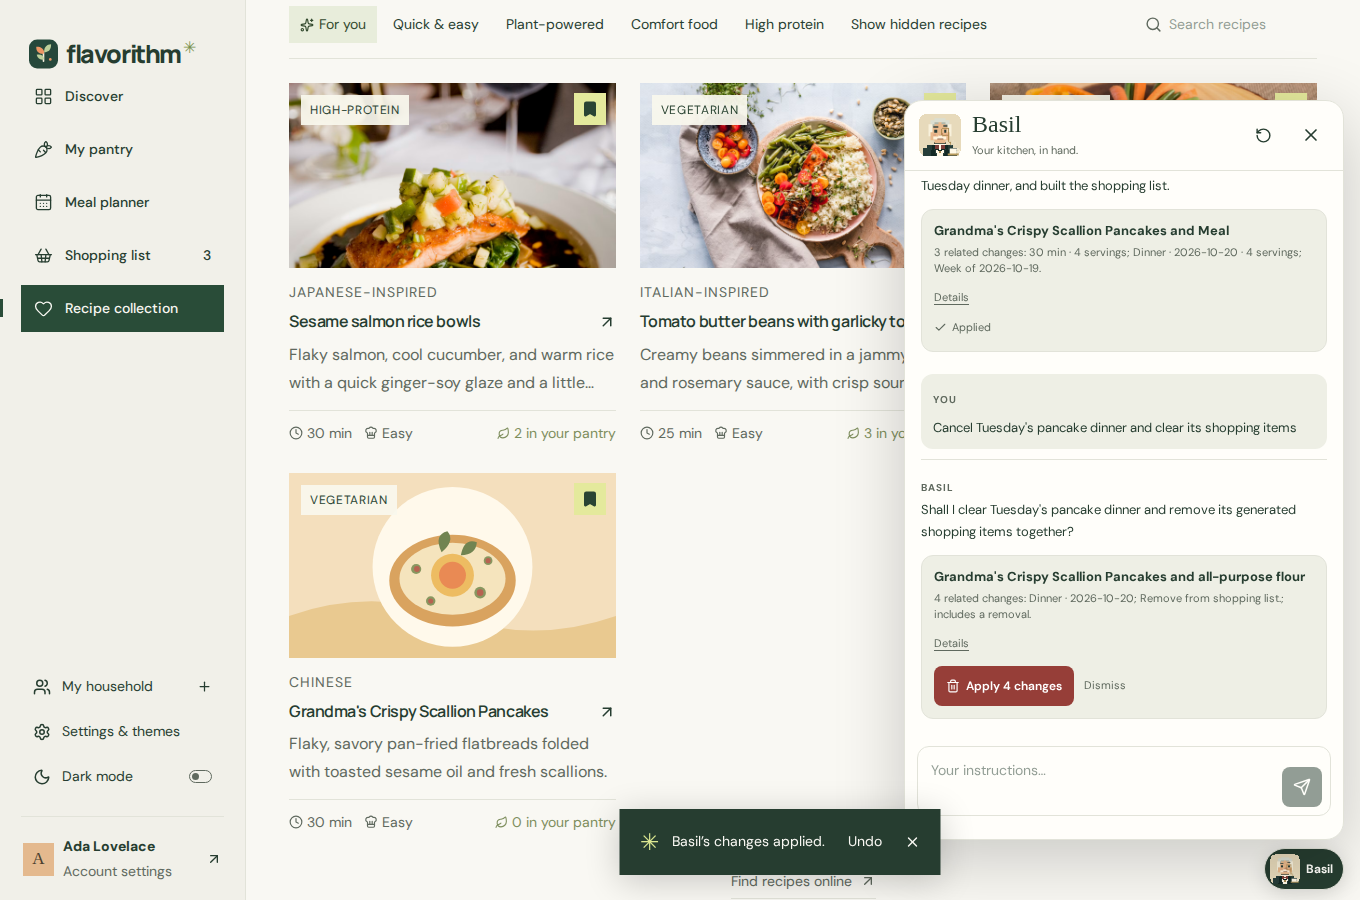 flavorithm
Discover
My pantry
Meal planner
Shopping list 3
Recipe collection
My household
Settings & themes
Dark mode
A
Ada Lovelace
Account settings
For you Quick & easy Plant-powered Comfort food High protein Show hidden recipes Search recipes
HIGH-PROTEIN
JAPANESE-INSPIRED
Sesame salmon rice bowls
Flaky salmon, cool cucumber, and warm rice
with a quick ginger-soy glaze and a little...
30 min Easy 2 in your pantry
VEGETARIAN
ITALIAN-INSPIRED
Tomato butter beans with garlicky to
Creamy beans simmered in a jammy
and rosemary sauce, with crisp sour
25 min Easy 3 in yo
VEGETARIAN
CHINESE
Grandma's Crispy Scallion Pancakes
Flaky, savory pan-fried flatbreads folded
with toasted sesame oil and fresh scallions.
30 min Easy 0 in your pantry
Find recipes online
Basil
Your kitchen, in hand.
Tuesday dinner, and built the shopping list.
Grandma's Crispy Scallion Pancakes and Meal
3 related changes: 30 min · 4 servings; Dinner · 2026-10-20 · 4 servings;
Week of 2026-10-19.
Details
Applied
YOU
Cancel Tuesday's pancake dinner and clear its shopping items
BASIL
Shall I clear Tuesday's pancake dinner and remove its generated
shopping items together?
Grandma's Crispy Scallion Pancakes and all-purpose flour
4 related changes: Dinner · 2026-10-20; Remove from shopping list.;
includes a removal.
Details
Apply 4 changes Dismiss
Your instructions...
Basil's changes applied. Undo
Basil